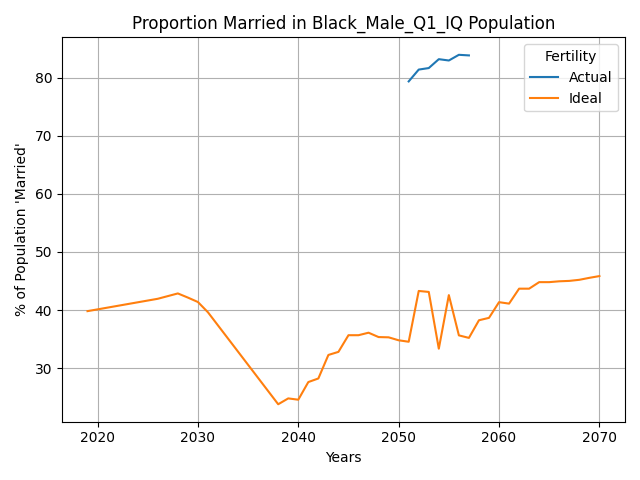 Proportion Married in Black_Male_Q1_IQ Population
Fertility
Actual
Ideal
% of Population 'Married'
80
70
60
50
40
30
2020
2030
2040
2050
2060
2070
Years